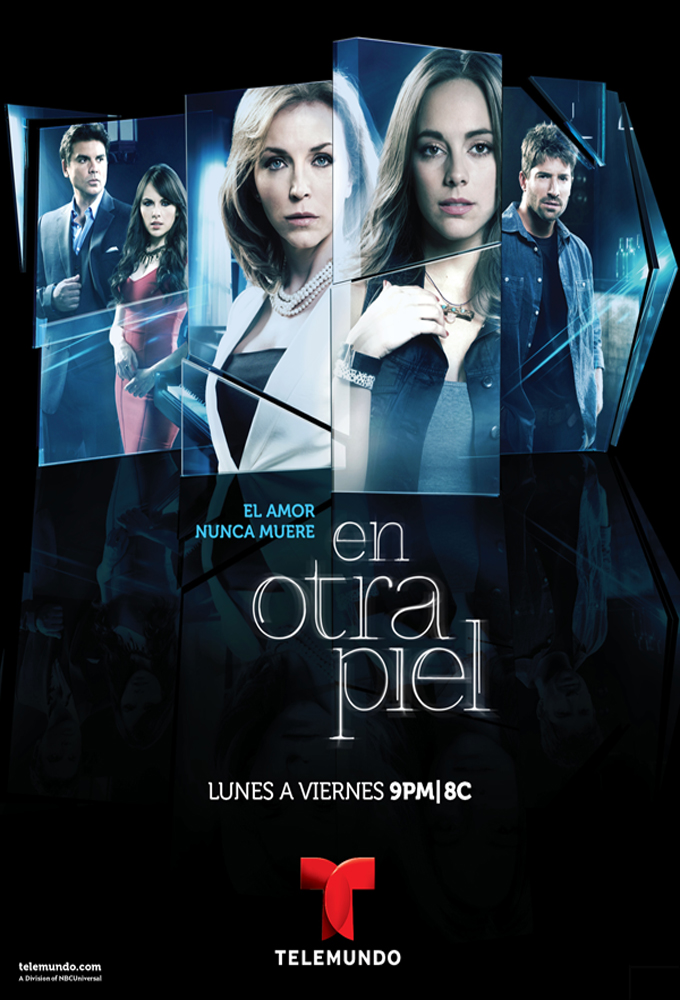 EL AMOR
NUNCA MUERE
en
otra
piel
LUNES A VIERNES 9PM|8C
TELEMUNDO
telemundo.com
A Division of NBCUniversal